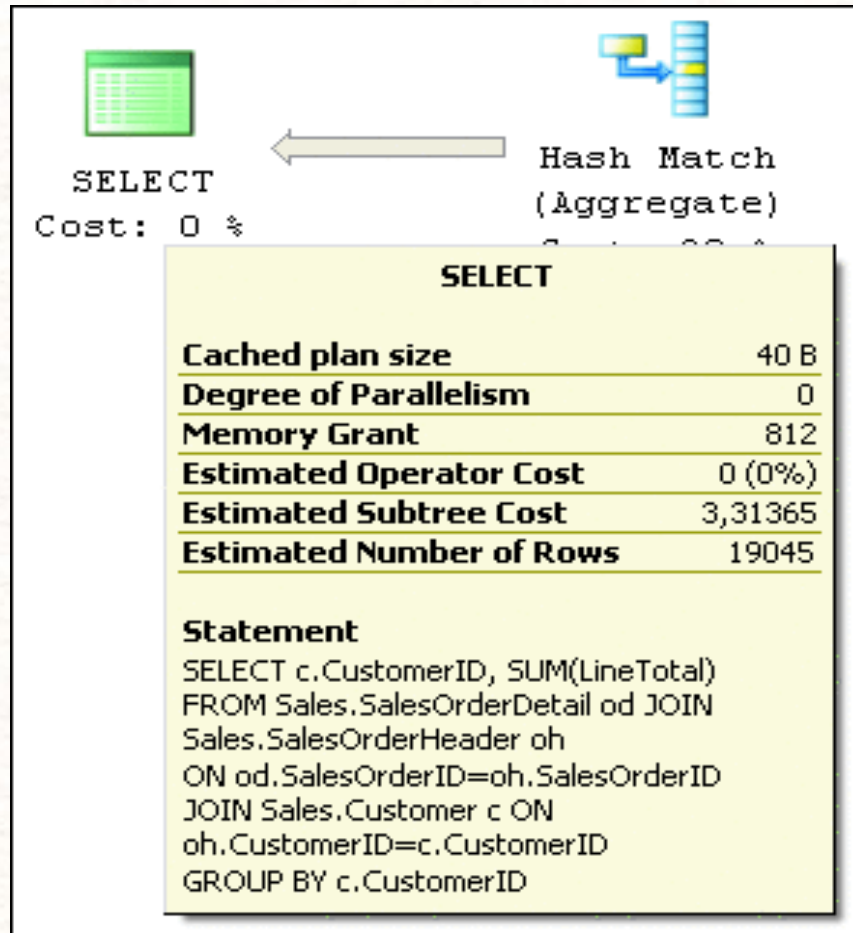 SELECT
Cost: 0 %
Hash Match
(Aggregate)
SELECT
Cached plan size 40 B
Degree of Parallelism 0
Memory Grant 812
Estimated Operator Cost 0 (0%)
Estimated Subtree Cost 3,31365
Estimated Number of Rows 19045
Statement
SELECT c.CustomerID, SUM(LineTotal)
FROM Sales.SalesOrderDetail od JOIN
Sales.SalesOrderHeader oh
ON od.SalesOrderID=oh.SalesOrderID
JOIN Sales.Customer c ON
oh.CustomerID=c.CustomerID
GROUP BY c.CustomerID